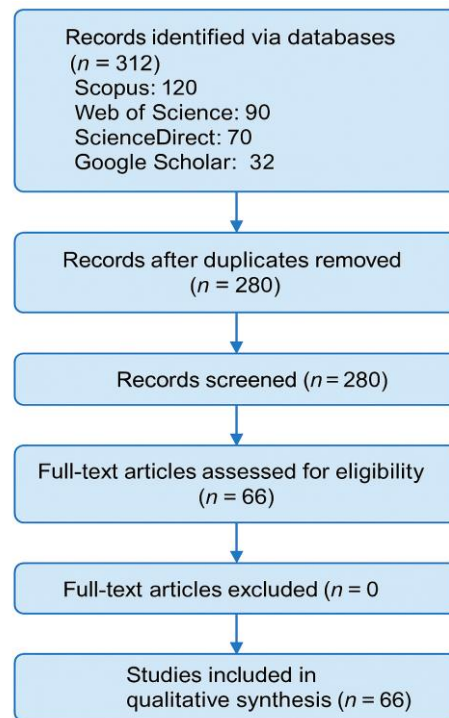 Records identified via databases
(n = 312)
Scopus: 120
Web of Science: 90
ScienceDirect: 70
Google Scholar: 32
Records after duplicates removed
(n = 280)
Records screened (n = 280)
Full-text articles assessed for eligibility
(n = 66)
Full-text articles excluded (n = 0
Studies included in
qualitative synthesis (n = 66)